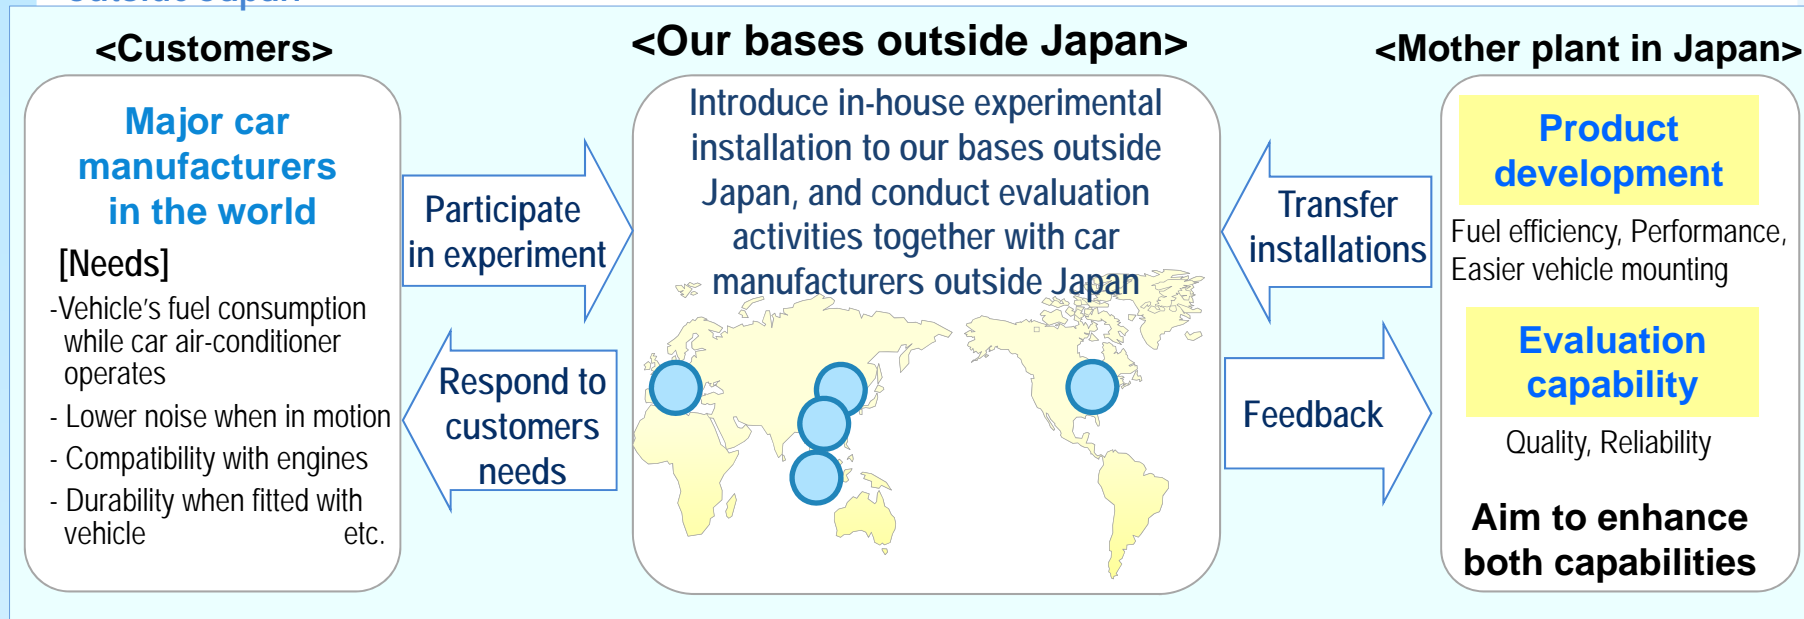 outside Japan
<Customers>
Major car
manufacturers
in the world
[Needs]
-Vehicle's fuel consumption
while car air-conditioner
operates
- Lower noise when in motion
- Compatibility with engines
- Durability when fitted with
vehicle etc.
Participate
in experiment
Respond to
customers
needs
<Our bases outside Japan>
Introduce in-house experimental
installation to our bases outside
Japan, and conduct evaluation
activities together with car
manufacturers outside Japan
Transfer
installations
Feedback
<Mother plant in Japan>
Product
development
Fuel efficiency, Performance,
Easier vehicle mounting
Evaluation
capability
Quality, Reliability
Aim to enhance
both capabilities